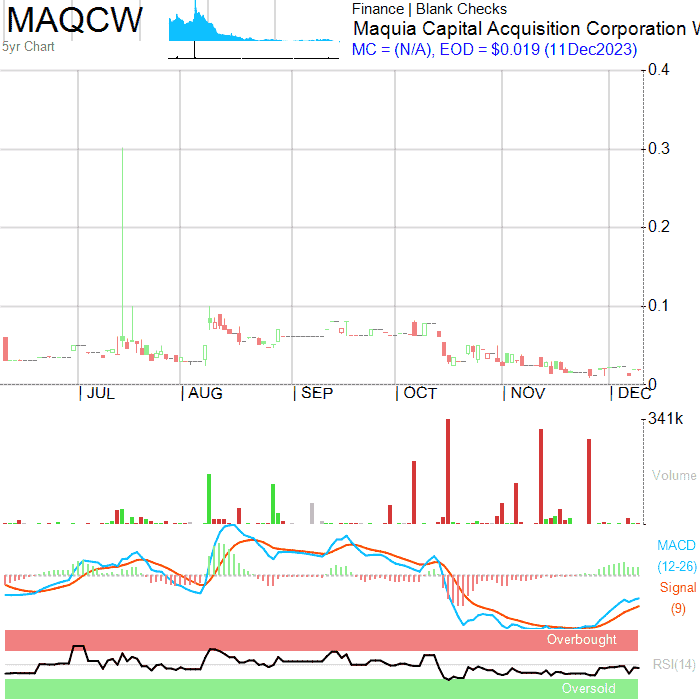 MAQCW
5yr Chart
Finance | Blank Checks
Maquia Capital Acquisition Corporation W
MC = (N/A), EOD = $0.019 (11Dec2023)
0.4
0.3
0.2
0.1
0
| JUL | AUG | SEP | OCT | NOV | DEC
341k
Volume
MACD
(12-26)
Signal
(9)
Overbought
RSI(14)
Oversold